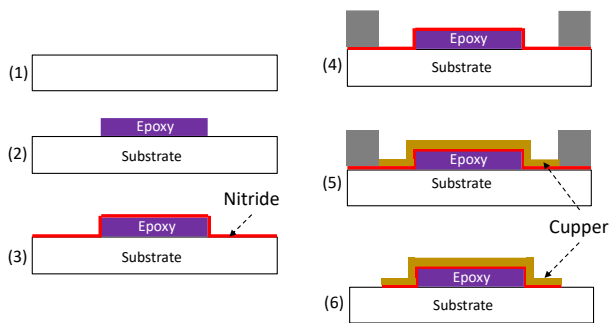 (1)
Epoxy
(2)
Substrate
Nitride
Epoxy
(3)
Substrate
Epoxy
(4)
Substrate
Epoxy
(5)
Substrate
Cupper
Epoxy
Substrate
(6)